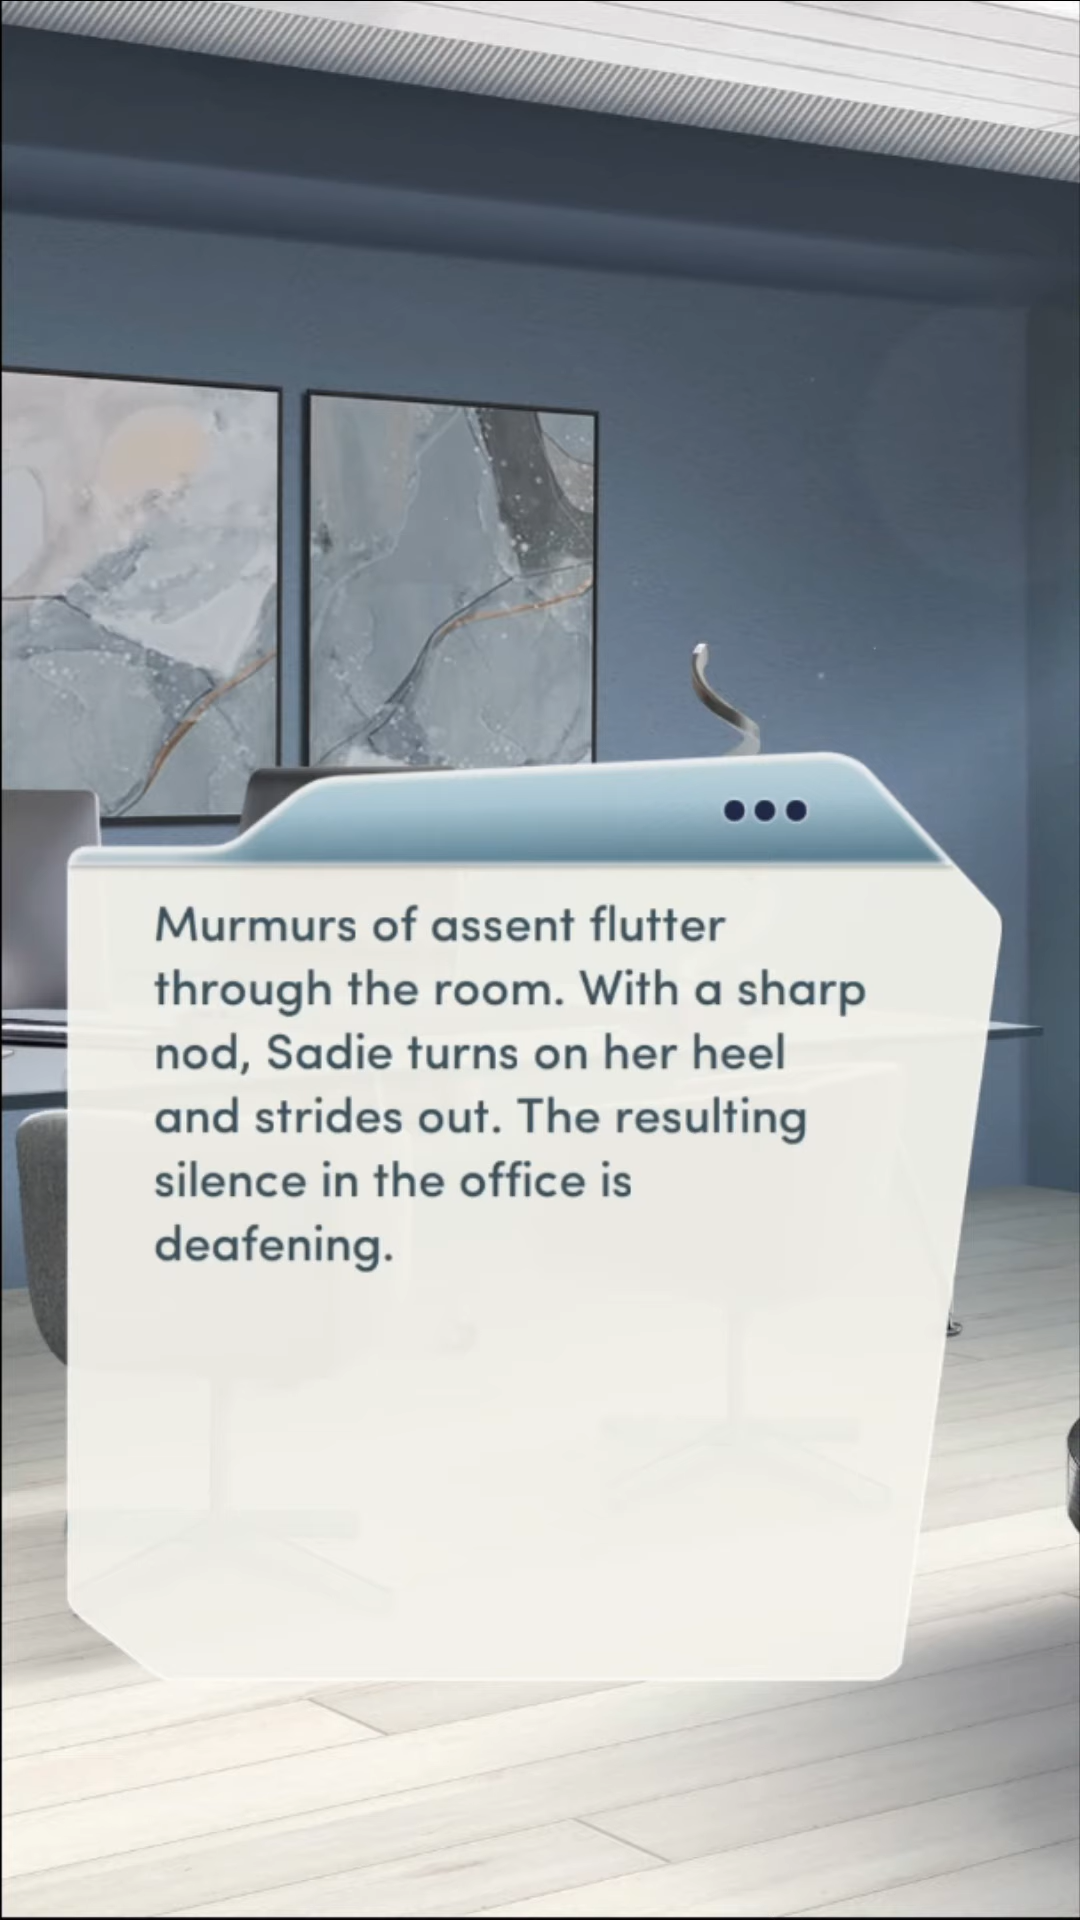 Murmurs of assent flutter
through the room. With a sharp
nod, Sadie turns on her heel
and strides out. The resulting
silence in the office is
deafening.